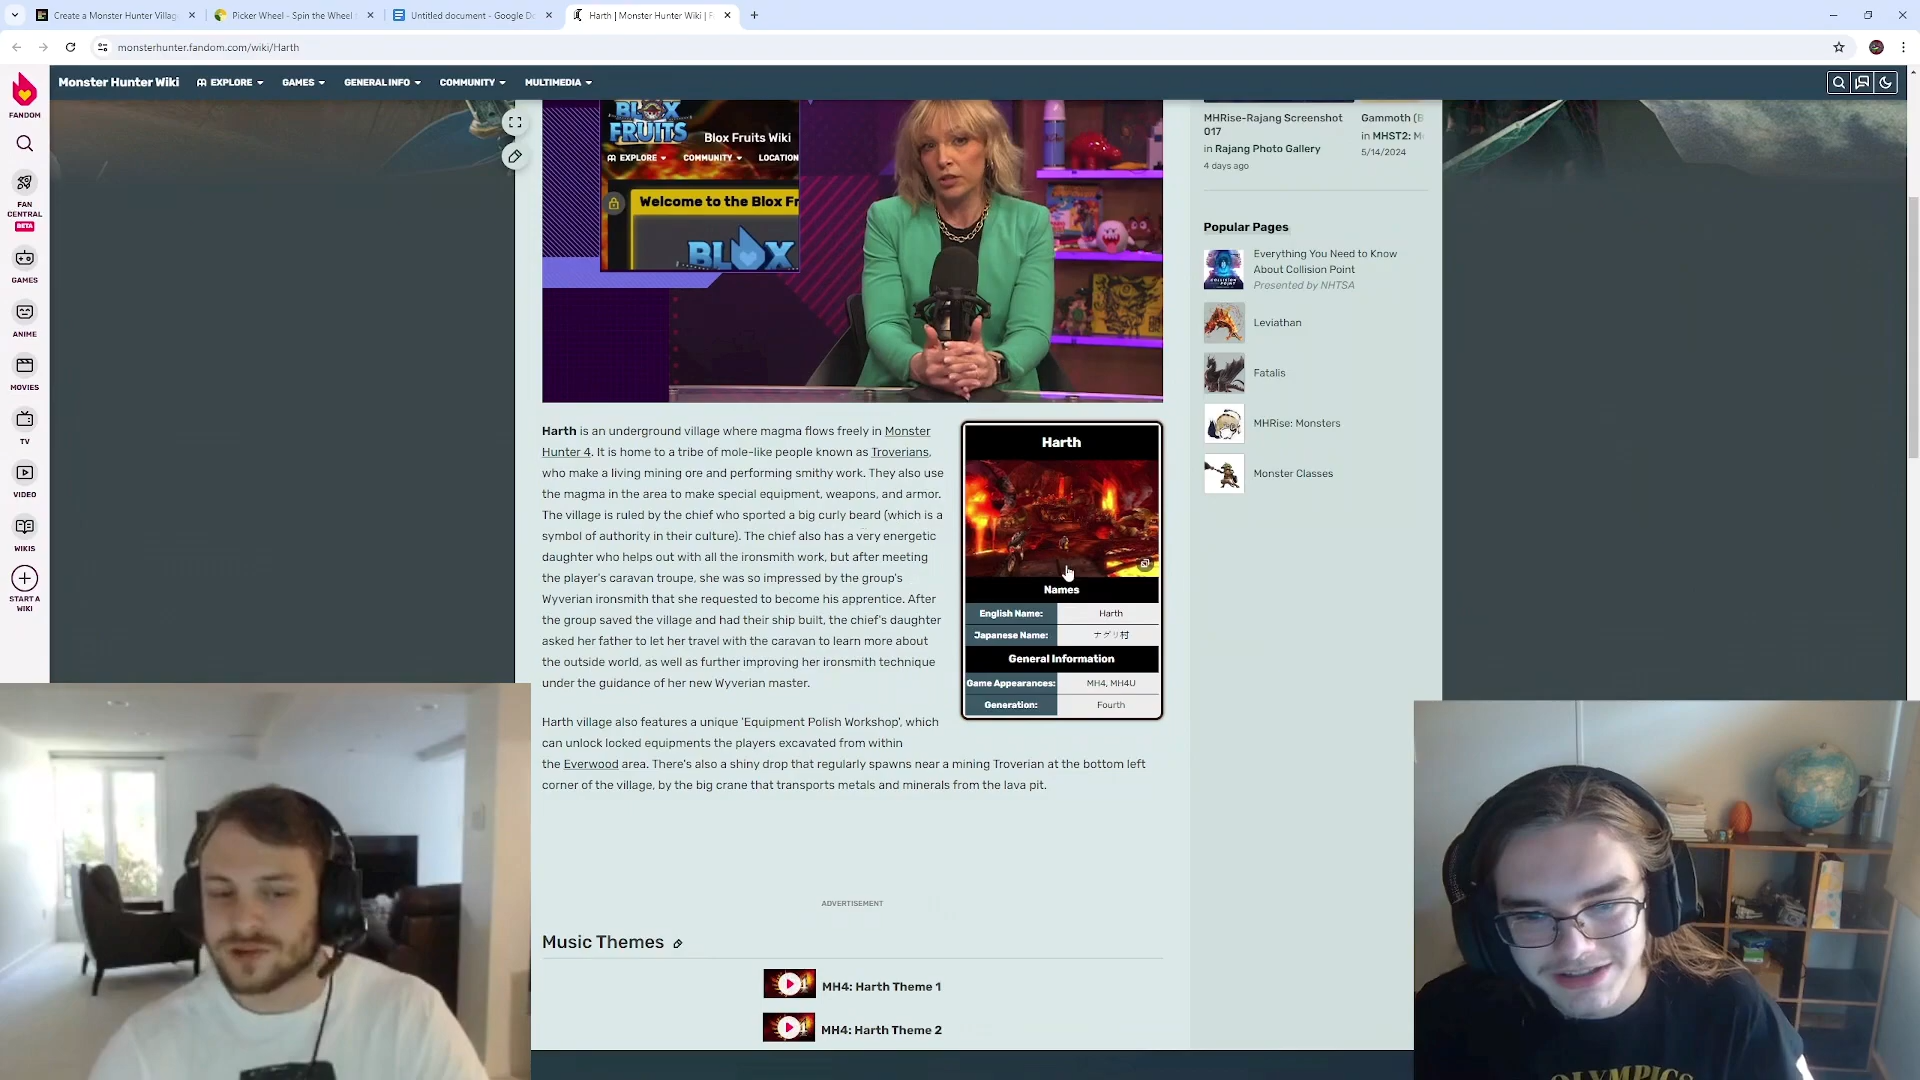 Create a Monster Hunter Villag
Picker Wheel - Spin the Wheel
Untitled document - Google Do
Harth | Monster Hunter Wiki | F
monsterhunter.fandom.com/wiki/Harth
FANDOM
FAN CENTRAL
BETA
GAMES
ANIME
MOVIES
TV
VIDEO
WIKIS
START A WIKI
Monster Hunter Wiki
EXPLORE
GAMES
GENERAL INFO
COMMUNITY
MULTIMEDIA
BLOX
FRUITS
Blox Fruits Wiki
EXPLORE
COMMUNITY
LOCATION
Welcome to the Blox Fr
BLOX
MHRise-Rajang Screenshot
017
in Rajang Photo Gallery
4 days ago
Gammoth (B
in MHST2: M
5/14/2024
Popular Pages
Everything You Need to Know
About Collision Point
Presented by NHTSA
Leviathan
Fatalis
MHRise: Monsters
Monster Classes
Harth is an underground village where magma flows freely in Monster
Hunter 4. It is home to a tribe of mole-like people known as Troverians,
who make a living mining ore and performing smithy work. They also use
the magma in the area to make special equipment, weapons, and armor.
The village is ruled by the chief who sported a big curly beard (which is a
symbol of authority in their culture). The chief also has a very energetic
daughter who helps out with all the ironsmith work, but after meeting
the player's caravan troupe, she was so impressed by the group's
Wyverian ironsmith that she requested to become his apprentice. After
the group saved the village and had their ship built, the chief's daughter
asked her father to let her travel with the caravan to learn more about
the outside world, as well as further improving her ironsmith technique
under the guidance of her new Wyverian master.
Harth village also features a unique 'Equipment Polish Workshop', which
can unlock locked equipments the players excavated from within
the Everwood area. There's also a shiny drop that regularly spawns near a mining Troverian at the bottom left
corner of the village, by the big crane that transports metals and minerals from the lava pit.
Harth
Names
English Name: Harth
Japanese Name: ナグリ村
General Information
Game Appearances: MH4, MH4U
Generation: Fourth
ADVERTISEMENT
Music Themes
MH4: Harth Theme 1
MH4: Harth Theme 2
OLYMPICS